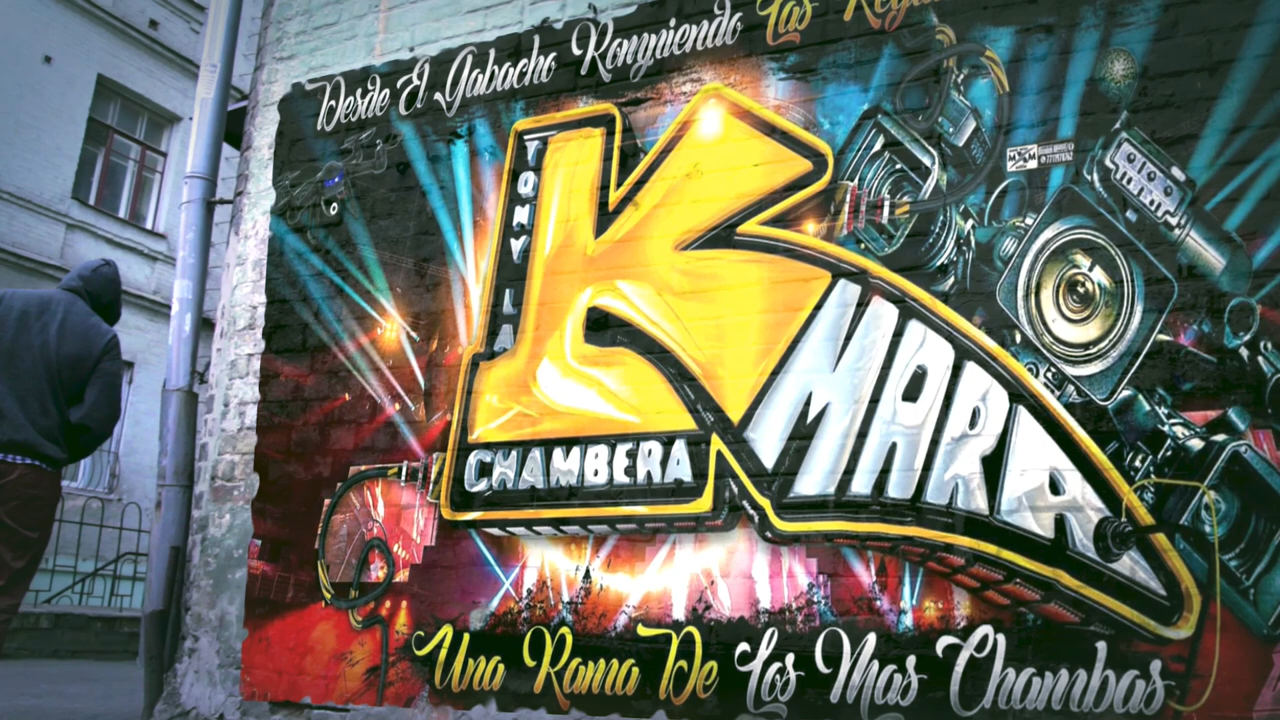 Desde El Gabacho Rompiendo Las
TONY LA
K
MARA
CHAMBERA
Una Rama De Los Mas Chambas